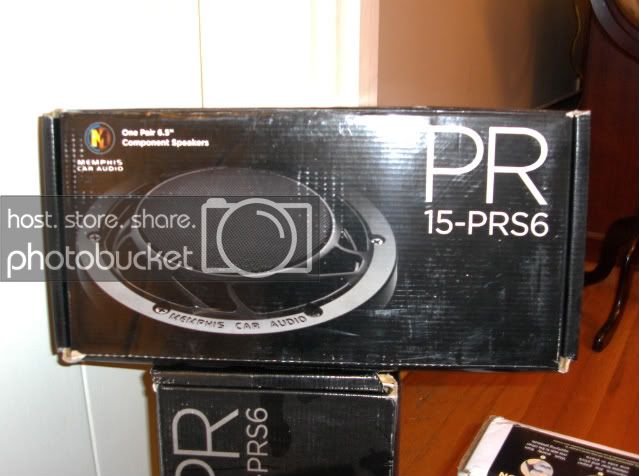 One Pair 6.5"
Component Speakers
MEMPHIS
CAR AUDIO
PR
15-PRS6
host. store. share.
photobucket
MEMPHIS CAR AUDIO
PR
-PRS6